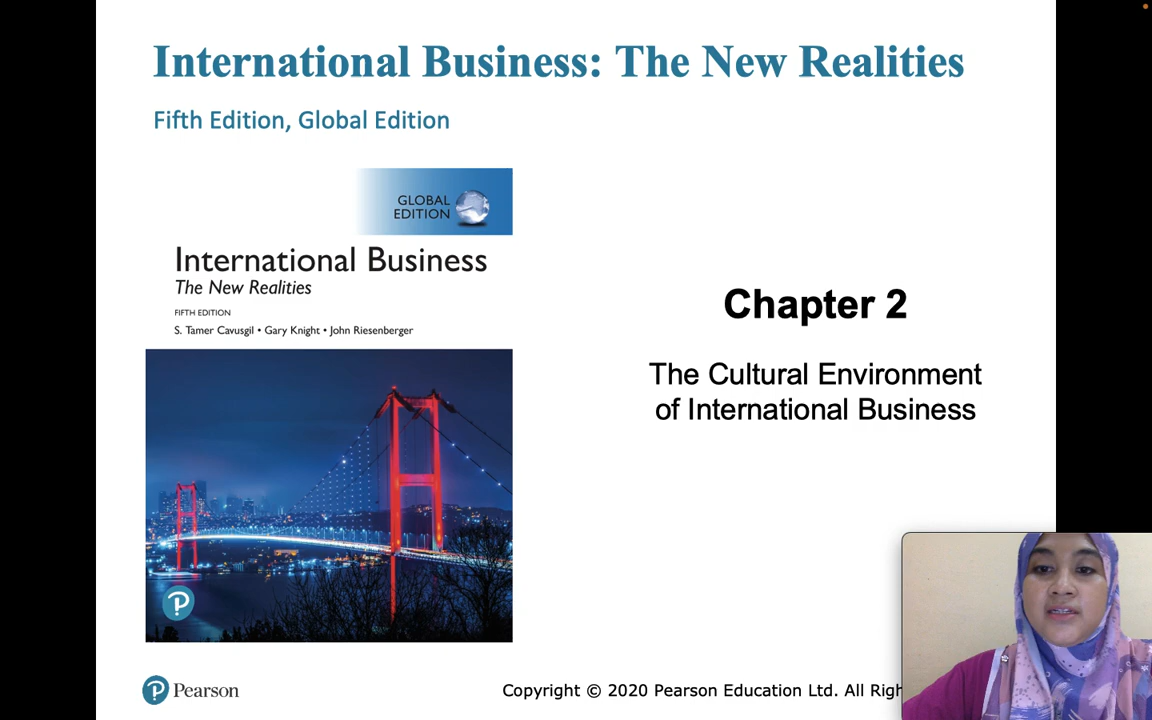 International Business: The New Realities
Fifth Edition, Global Edition
GLOBAL
EDITION
International Business
The New Realities
FIFTH EDITION
S. Tamer Cavusgil • Gary Knight • John Riesenberger
Chapter 2
The Cultural Environment
of International Business
P
P Pearson
Copyright © 2020 Pearson Education Ltd. All